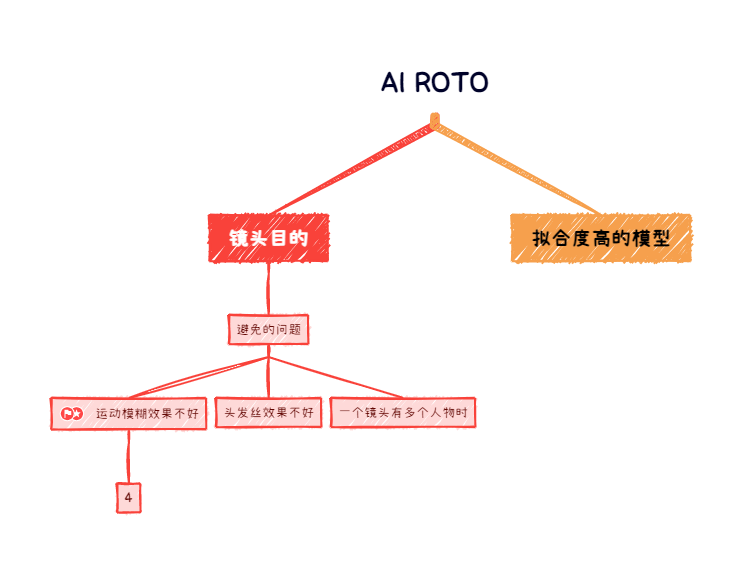 AI ROTO
镜头目的
拟合度高的模型
避免的问题
运动模糊效果不好
头发丝效果不好
一个镜头有多个人物时
4